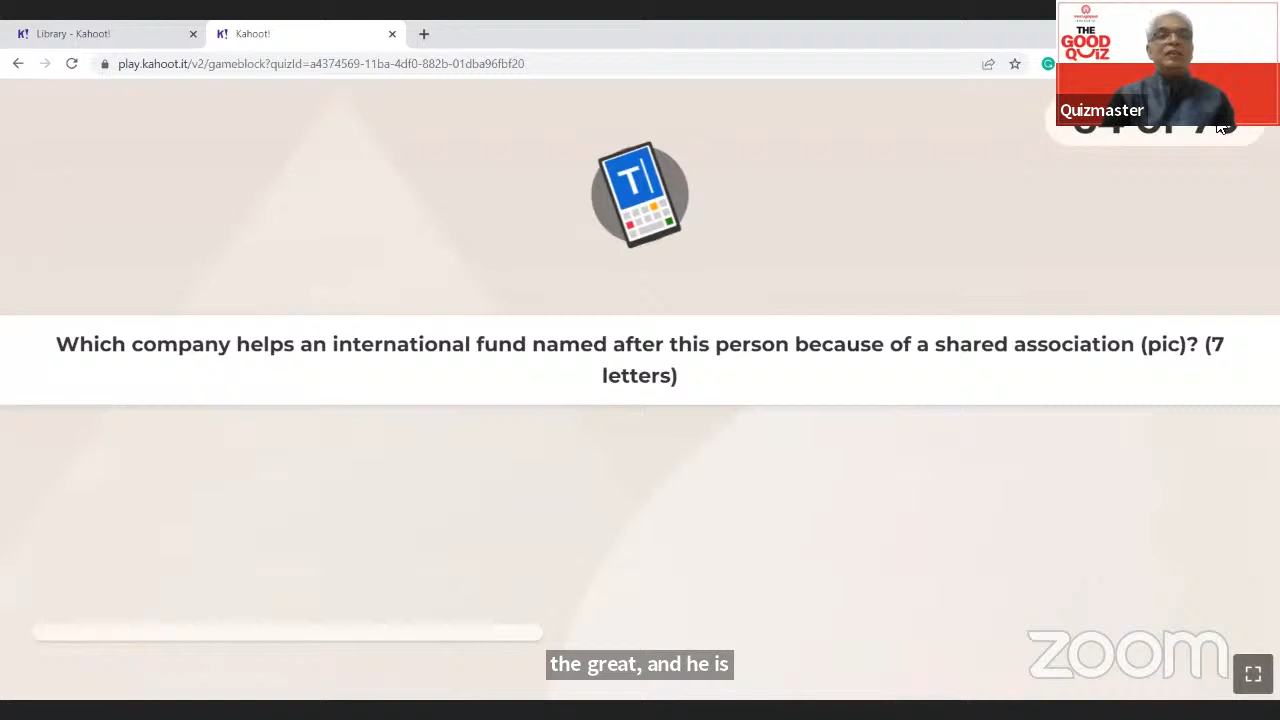 Library - Kahoot!
Kahoot!
play.kahoot.it/v2/gameblock?quizId=a4374569-11ba-4df0-882b-01dba96fbf20
THE
GOOD
QUIZ
Quizmaster
T
Which company helps an international fund named after this person because of a shared association (pic)? (7
letters)
the great, and he is
zoom